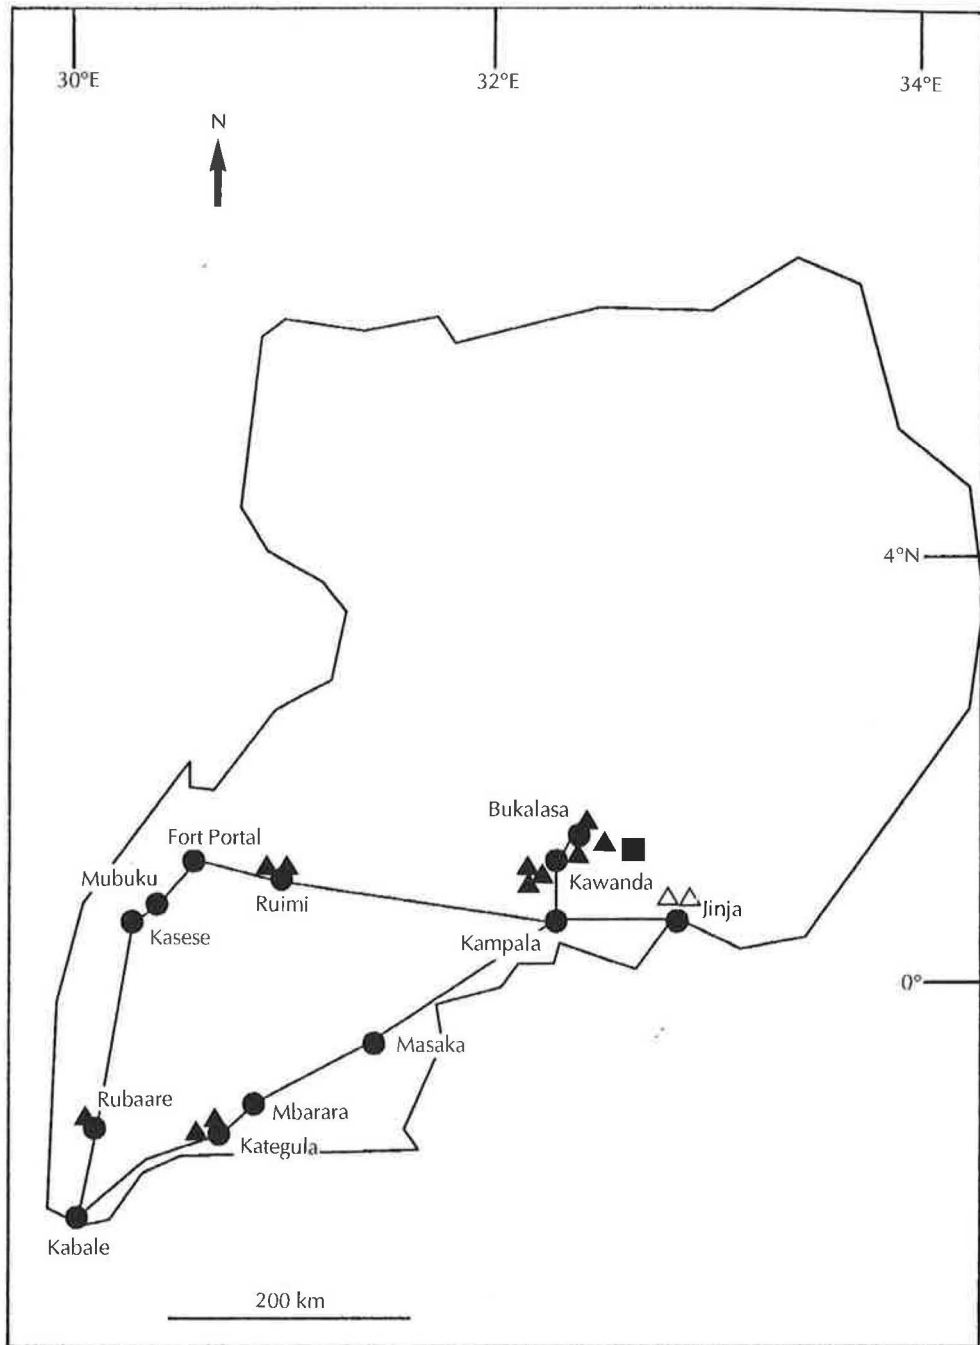 30°E
32°E
34°E
N
4°N
Bukalasa
Fort Portal
Mubuku
Ruimi
Kawanda
Jinja
Kasese
Kampala
0°
Masaka
Rubaare
Mbarara
Kategula
Kabale
200 km